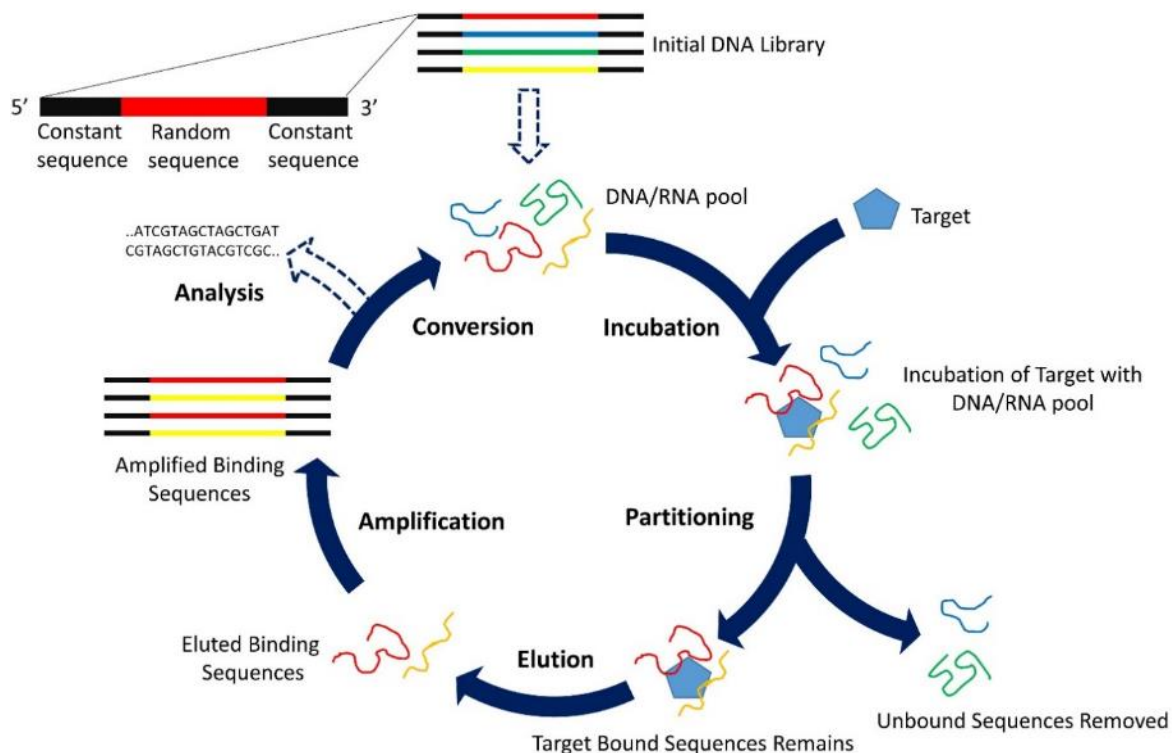 Initial DNA Library
5’
3’
Constant
sequence
Random
sequence
Constant
sequence
DNA/RNA pool
Target
..ATCGTAGCTAGCTGAT
CGTAGCTGTACGTCGC..
Analysis
Conversion
Incubation
Incubation of Target with
DNA/RNA pool
Amplified Binding
Sequences
Amplification
Partitioning
Eluted Binding
Sequences
Elution
Target Bound Sequences Remains
Unbound Sequences Removed